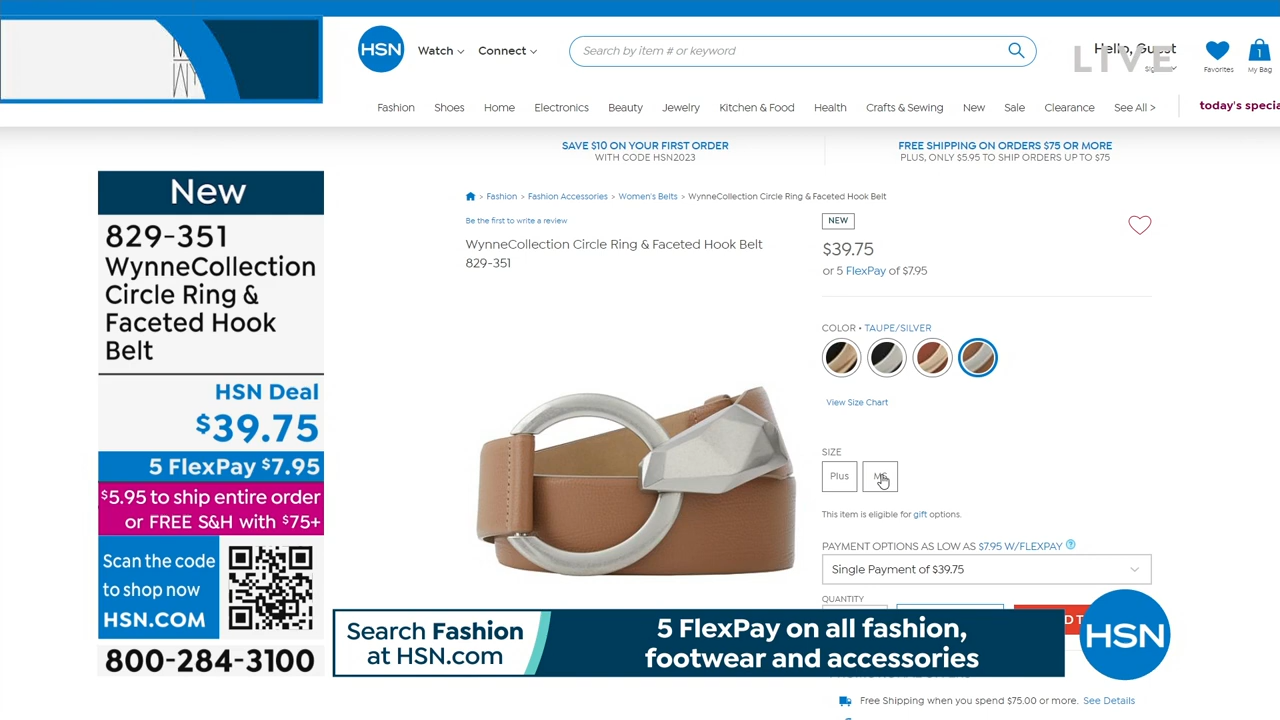 HSN
Watch
Connect
Search by item # or keyword
Hello, Guest
LIVE
Favorites
1
My Bag
Fashion
Shoes
Home
Electronics
Beauty
Jewelry
Kitchen & Food
Health
Crafts & Sewing
New
Sale
Clearance
See All >
today's specia
SAVE $10 ON YOUR FIRST ORDER
WITH CODE HSN2023
FREE SHIPPING ON ORDERS $75 OR MORE
PLUS, ONLY $5.95 TO SHIP ORDERS UP TO $75
New
829-351
WynneCollection
Circle Ring &
Faceted Hook
Belt
HSN Deal
$39.75
5 FlexPay $7.95
$5.95 to ship entire order
or FREE S&H with $75+
Scan the code
to shop now
HSN.COM
800-284-3100
> Fashion > Fashion Accessories > Women's Belts > WynneCollection Circle Ring & Faceted Hook Belt
Be the first to write a review
WynneCollection Circle Ring & Faceted Hook Belt
829-351
NEW
$39.75
or 5 FlexPay of $7.95
COLOR • TAUPE/SILVER
View Size Chart
SIZE
Plus
This item is eligible for gift options.
PAYMENT OPTIONS AS LOW AS $7.95 W/FLEXPAY ?
Single Payment of $39.75
QUANTITY
Search Fashion
at HSN.com
5 FlexPay on all fashion,
footwear and accessories
HSN
Free Shipping when you spend $75.00 or more. See Details